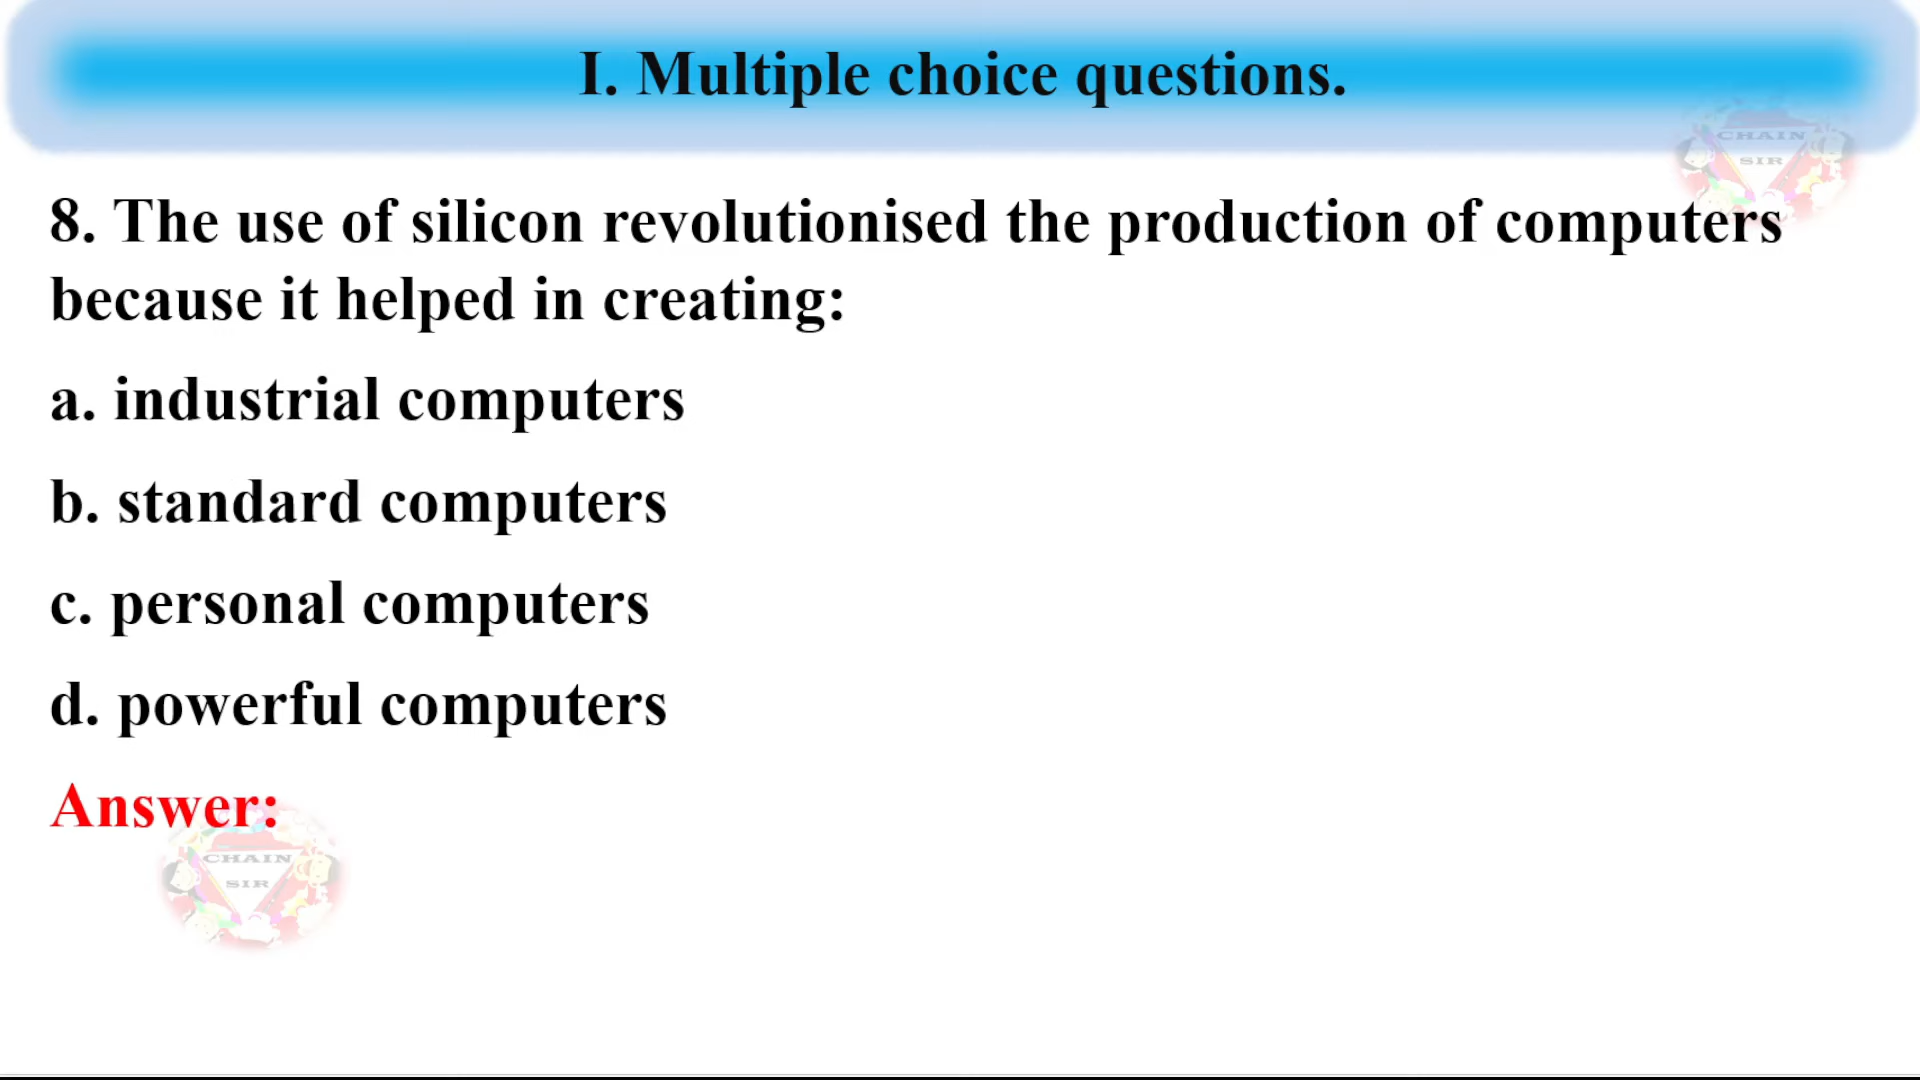 I. Multiple choice questions.
CHAIN
SIR
8. The use of silicon revolutionised the production of computers
because it helped in creating:
a. industrial computers
b. standard computers
c. personal computers
d. powerful computers
Answer:
CHAIN
SIR